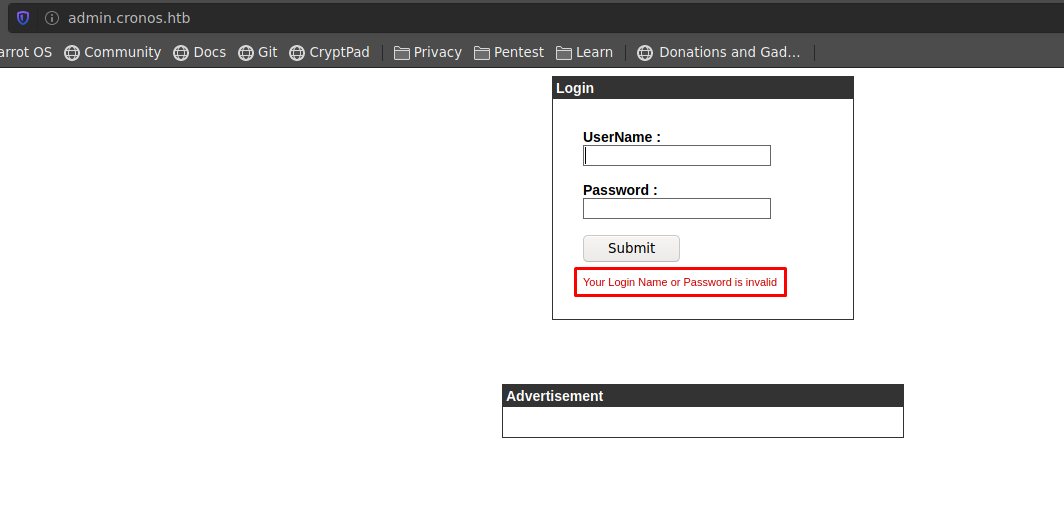 admin.cronos.htb
arrot OS Community Docs Git CryptPad Privacy Pentest Learn Donations and Gad...
Login
UserName :
Password :
Submit
Your Login Name or Password is invalid
Advertisement